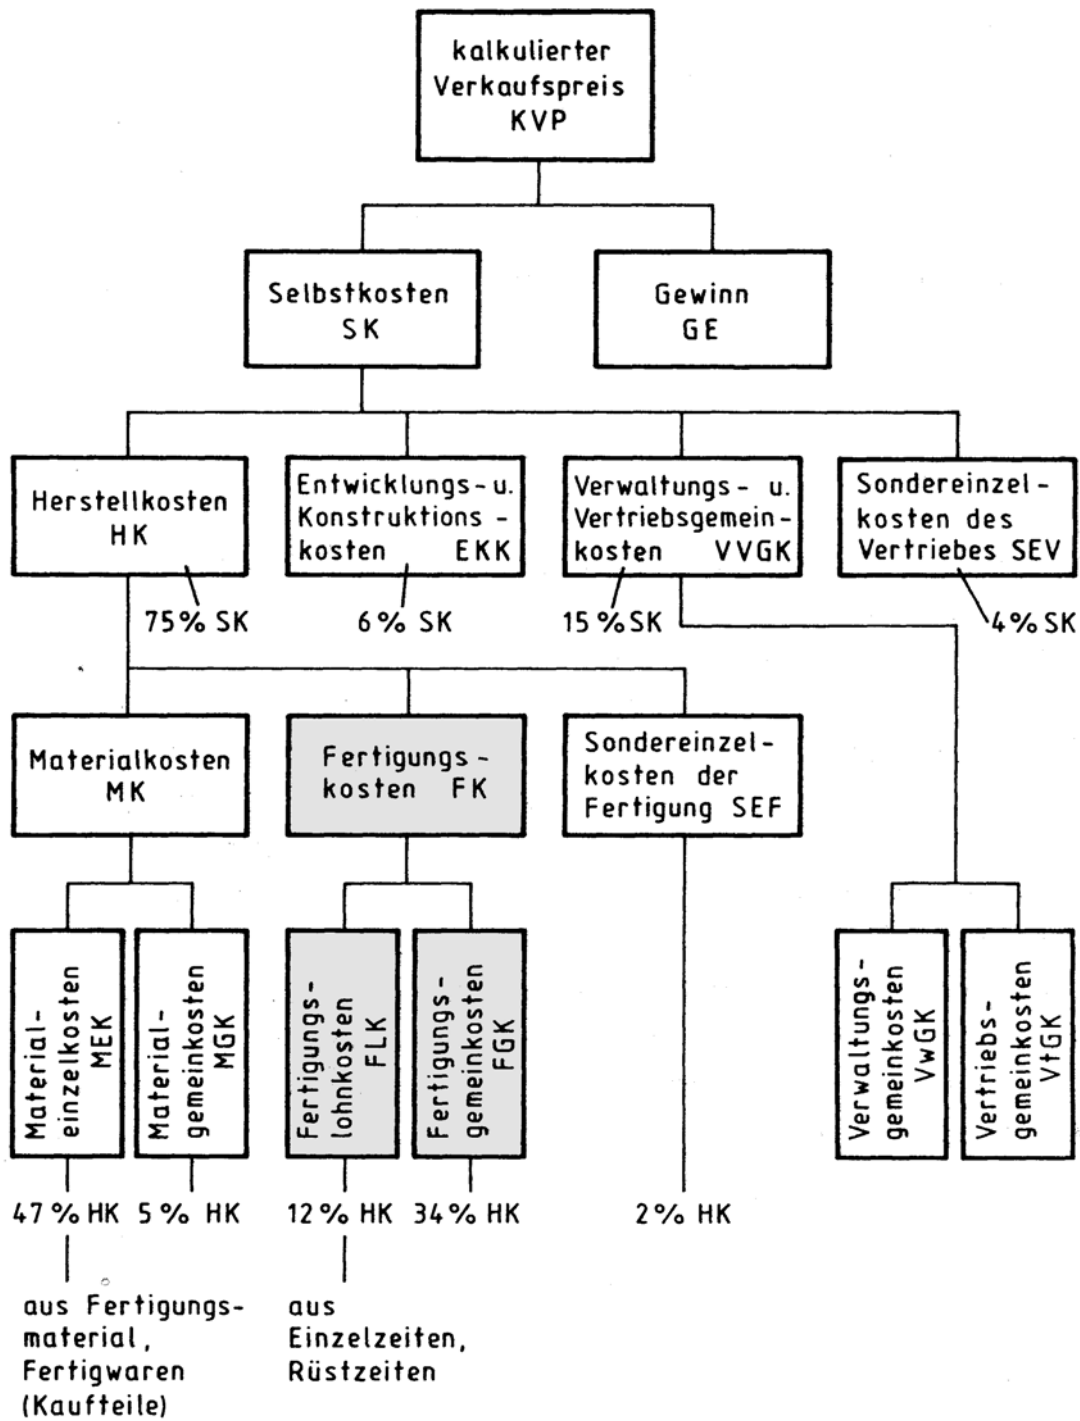 kalkulierter
Verkaufspreis
KVP
Selbstkosten
SK
Gewinn
GE
Herstellkosten
HK
Entwicklungs- u.
Konstruktions -
kosten EKK
Verwaltungs- u.
Vertriebsgemein-
kosten VVGK
Sondereinzel-
kosten des
Vertriebes SEV
75% SK
6% SK
15% SK
4% SK
Materialkosten
MK
Fertigungs-
kosten FK
Sondereinzel-
kosten der
Fertigung SEF
Material-
einzelkosten
MEK
Material-
gemeinkosten
MGK
Fertigungs-
lohnkosten
FLK
Fertigungs-
gemeinkosten
FGK
Verwaltungs-
gemeinkosten
VwGK
Vertriebs-
gemeinkosten
VtGK
47% HK
5% HK
12% HK
34% HK
2% HK
aus Fertigungs-
material,
Fertigwaren
(Kaufteile)
aus
Einzelzeiten,
Rüstzeiten